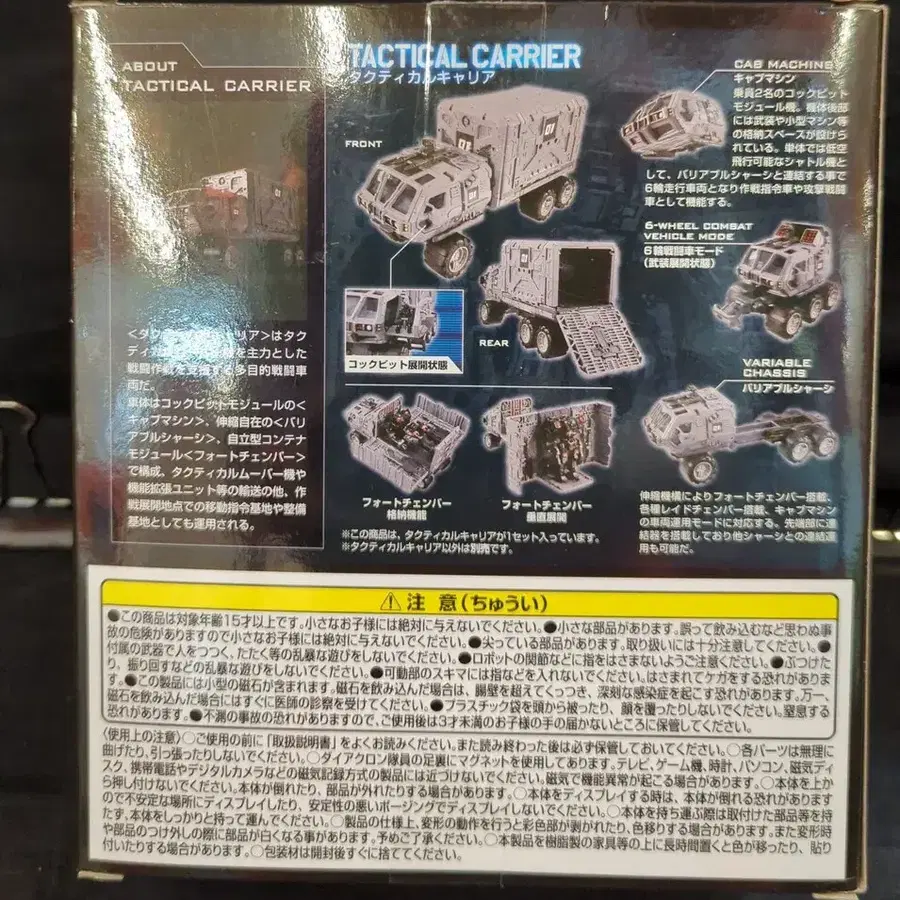 ABOUT
TACTICAL CARRIER
<タク リア>はタク
ティカ を主力とした
戦闘作戦を支援する多目的戦闘車
両だ。
車体はコックピットモジュールの<
キャブマシン>、伸縮自在の<バリ
アブルシャーシ>、自立型コンテナ
モジュール<フォートチェンバー>
で構成。タクティカルムーバー機や
機能拡張ユニット等の輸送の他、作
戦展開地点での移動指令基地や整備
基地としても運用される。
TACTICAL CARRIER
タクティカルキャリア
FRONT
コックピット展開状態
REAR
フォートチェンバー
格納機能
フォートチェンバー
垂直展開
※この商品は、タクティカルキャリアが1セット入っています。
※タクティカルキャリア以外は別売です。
CAB MACHINE
キャブマシン
乗員2名のコックピット
モジュール機。機体後部
には武装や小型マシン等
の格納スペースが設けら
れている。単体では低空
飛行可能なシャトル機と
して、バリアブルシャーシと連結する事で
6輪走行車両となり作戦指令車や攻撃戦闘
車として機能する。
6-WHEEL COMBAT
VEHICLE MODE
6輪戦闘車モード
(武装展開状態)
VARIABLE
CHASSIS
バリアブルシャーシ
伸縮機構によりフォートチェンバー搭載、
各種レイドチェンバー搭載、キャブマシン
の車両運用モードに対応する。先端部に連
結器を搭載しており他シャーシとの連結運
用も可能だ。
⚠注 意(ちゅうい)
●この商品は対象年齢15才以上です。小さなお子様には絶対に与えないでください。●小さな部品があります。誤って飲み込むなど思わぬ事
故の危険がありますので小さなお子様には絶対に与えないでください。●尖っている部品があります。取り扱いには十分注意してください。●
付属の武器で人をつつく、たたく等の乱暴な遊びをしないでください。●ロボットの関節などに指をはさまないようご注意ください。●ぶつけた
り、振り回すなどの乱暴な遊びをしないでください。●可動部のスキマには指などを入れないでください。はさまれてケガをする恐れがありま
す。●この製品には小型の磁石が含まれます。磁石を飲み込んだ場合は、腸壁を超えてくっつき、深刻な感染症を起こす恐れがあります。万一、
磁石を飲み込んだ場合にはすぐに医師の診察を受けてください。●プラスチック袋を頭から被ったり、顔を覆ったりしないでください。窒息する
恐れがあります。●不測の事故の恐れがありますので、ご使用後は3才未満のお子様の手の届かないところに保管してください。
〈使用上の注意〉○ご使用の前に「取扱説明書」をよくお読みください。また読み終わった後は必ず保管しておいてください。○各パーツは無理に
曲げたり、引っ張ったりしないでください。○ダイアクロン隊員の足裏にマグネットを使用してあります。テレビ、ゲーム機、時計、パソコン、磁気ディ
スク、携帯電話やデジタルカメラなどの磁気記録方式の製品には近づけないでください。磁気で機能異常が起こる場合があります。○本体を上か
ら押し付けないでください。本体が倒れたり、部品が外れたりする場合があります。○本体をディスプレイする時は、本体が倒れる恐れがあります
ので不安定な場所にディスプレイしたり、安定性の悪いポージングでディスプレイしないでください。○本体を持ち運ぶ際は取付けた部品等を持
たず、本体をしっかりと持って運んでください。○製品の仕様上、変形の動作を行うと彩色部が剥がれたり、色移りする場合があります。また変形時
や部品のつけ外しの際に部品が白くなる事があります。予めご了承ください。○本製品を樹脂製の家具等の上に長時間置くと色が移ったり、貼り
付いたりする場合があります。○包装材は開封後すぐに捨ててください。